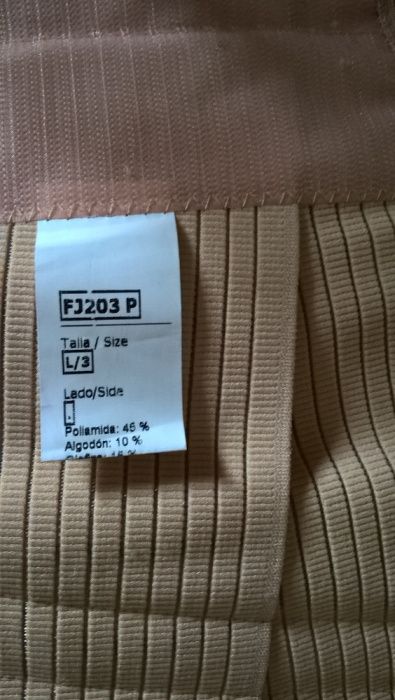 FJ203 P
Talla / Size
L/3
Lado/Side
.
Poliamida: 45 %
Algodón: 10 %